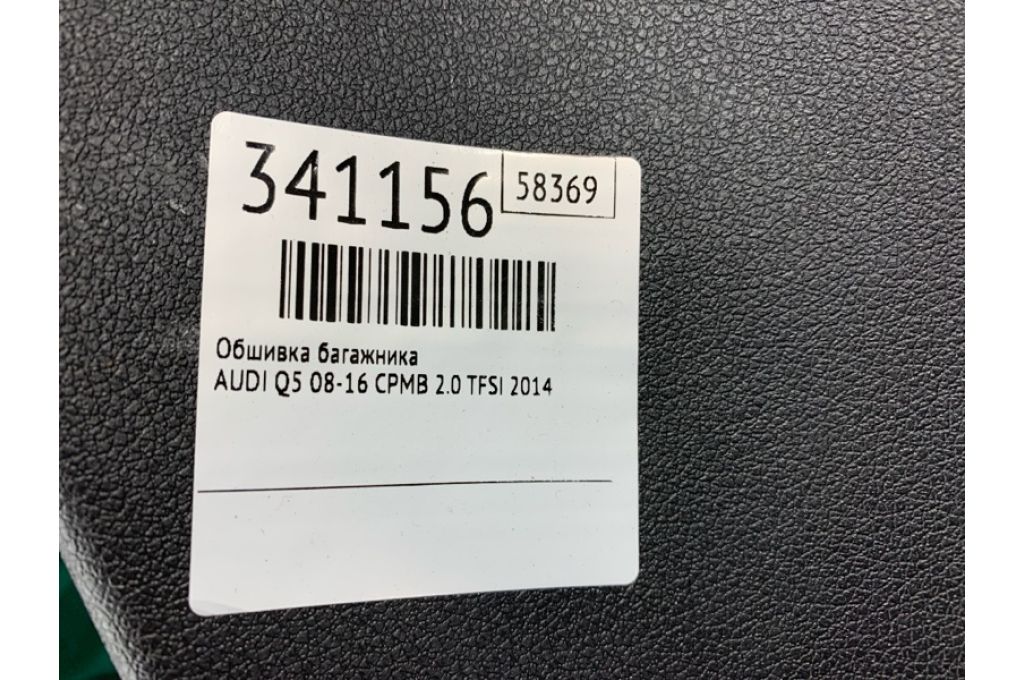 341156
58369
Обшивка багажника
AUDI Q5 08-16 CPMB 2.0 TFSI 2014